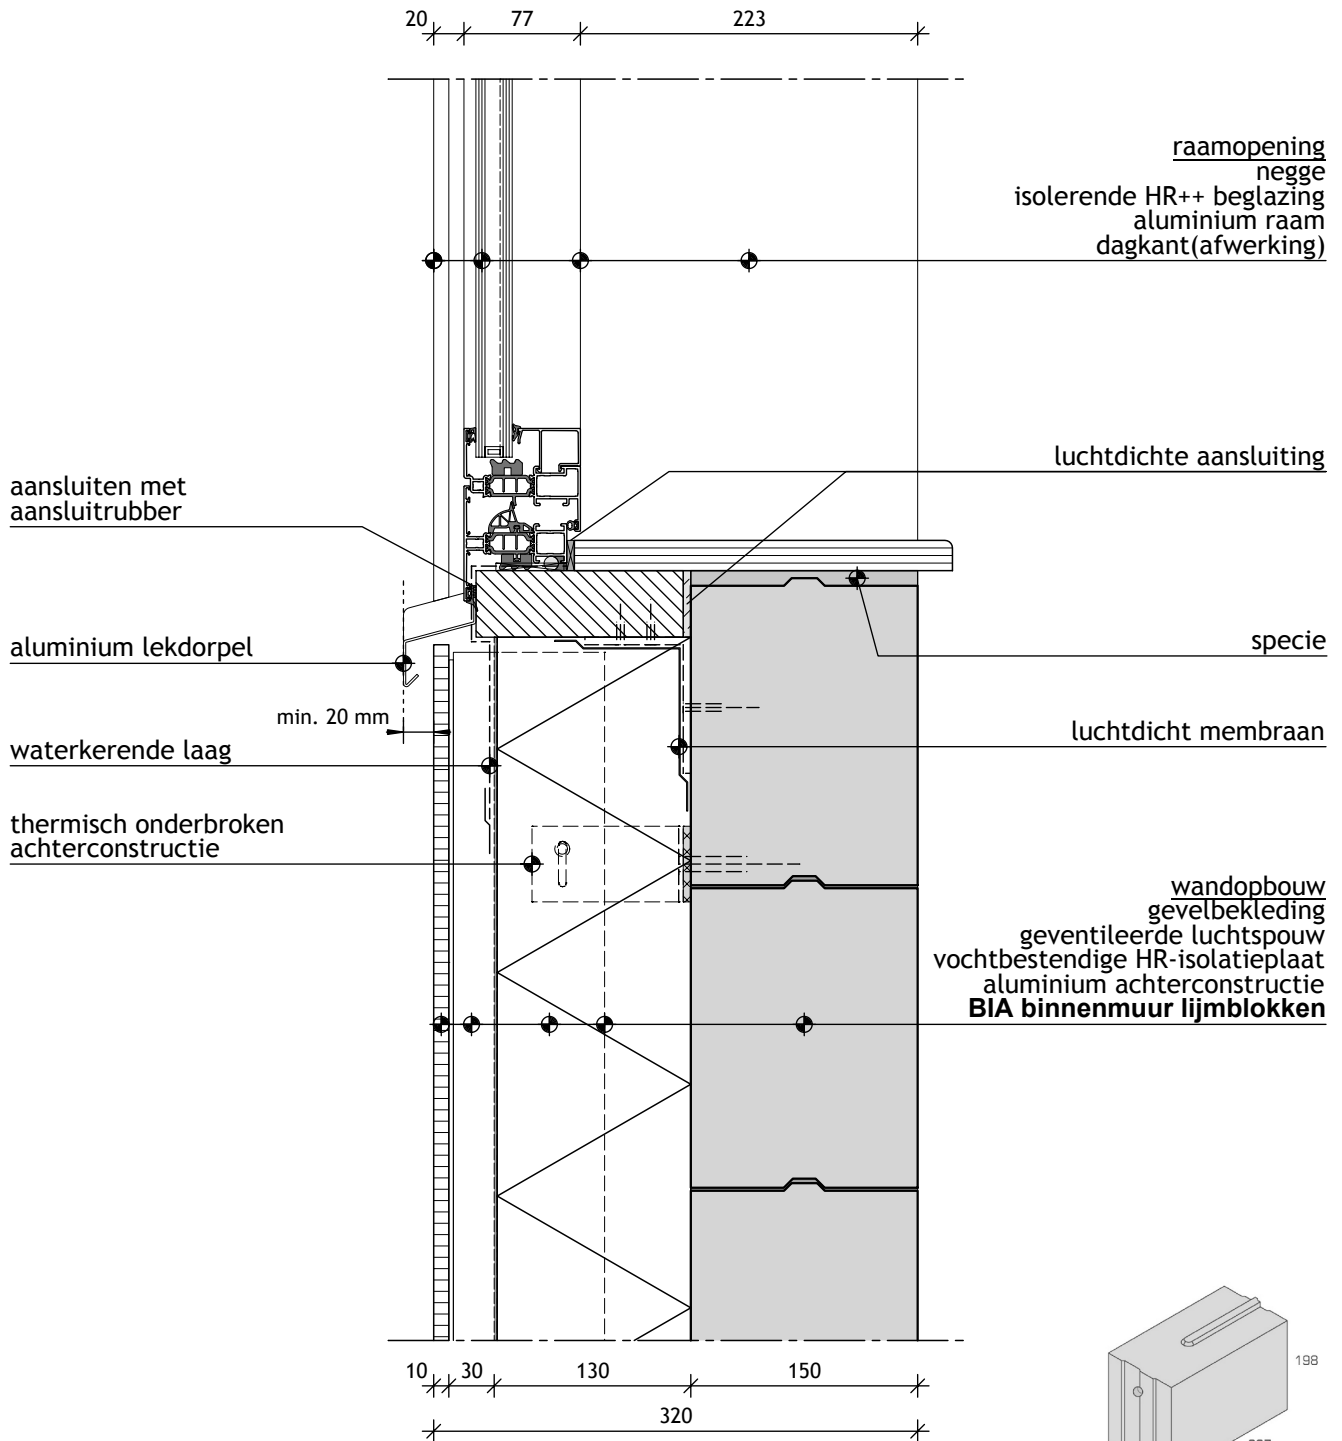 20 77 223
raamopening
negge
isolerende HR++ beglazing
aluminium raam
dagkant(afwerking)
luchtdichte aansluiting
aansluiten met
aansluitrubber
aluminium lekdorpel
specie
min. 20 mm
waterkerende laag
luchtdicht membraan
thermisch onderbroken
achterconstructie
wandopbouw
gevelbekleding
geventileerde luchtspouw
vochtbestendige HR-isolatieplaat
aluminium achterconstructie
BIA binnenmuur lijmblokken
198
10 30 130 150
320